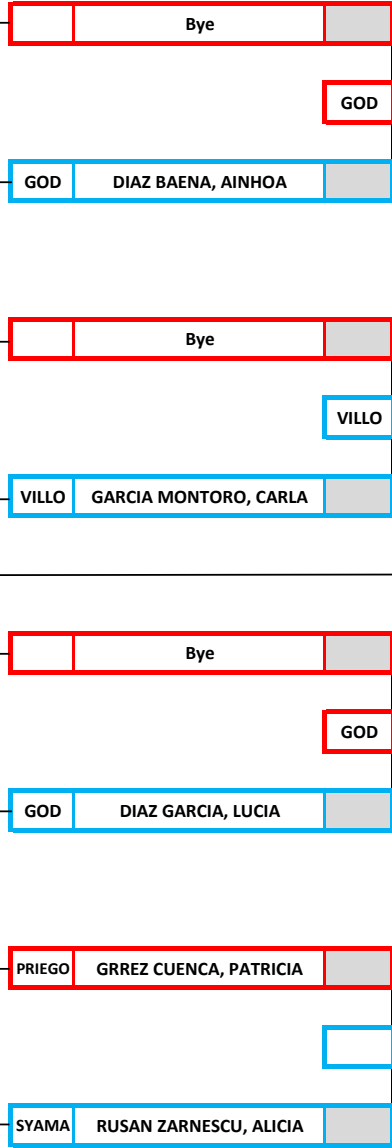 Bye
GOD
GOD DIAZ BAENA, AINHOA
Bye
VILLO
VILLO GARCIA MONTORO, CARLA
Bye
GOD
GOD DIAZ GARCIA, LUCIA
PRIEGO GRREZ CUENCA, PATRICIA
SYAMA RUSAN ZARNESCU, ALICIA